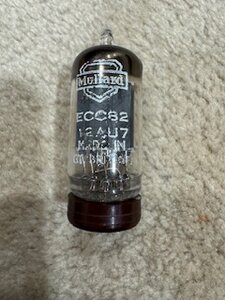 Mullard
ECC82
12AU7
MADE IN
GT. BRITAIN